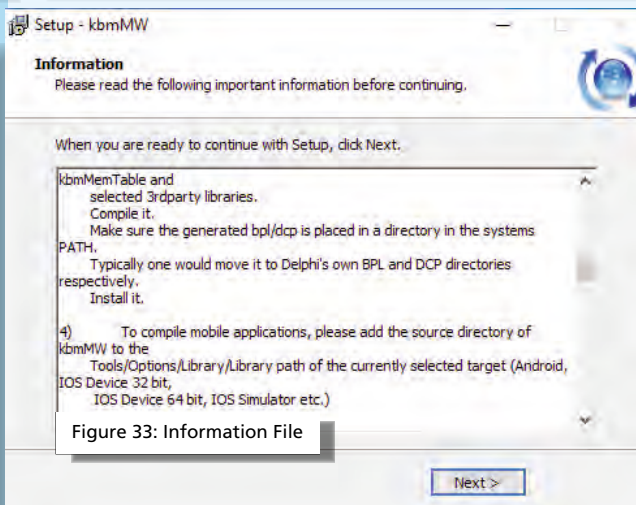 Setup - kbmMW
Information
Please read the following important information before continuing.
When you are ready to continue with Setup, click Next.
kbmMemTable and
selected 3rdparty libraries.
Compile it.
Make sure the generated bpl/dcp is placed in a directory in the systems
PATH.
Typically one would move it to Delphi's own BPL and DCP directories
respectively.
Install it.
4) To compile mobile applications, please add the source directory of
kbmMW to the
Tools/Options/Library/Library path of the currently selected target (Android,
IOS Device 32 bit,
IOS Device 64 bit, IOS Simulator etc.)
Figure 33: Information File
Next >